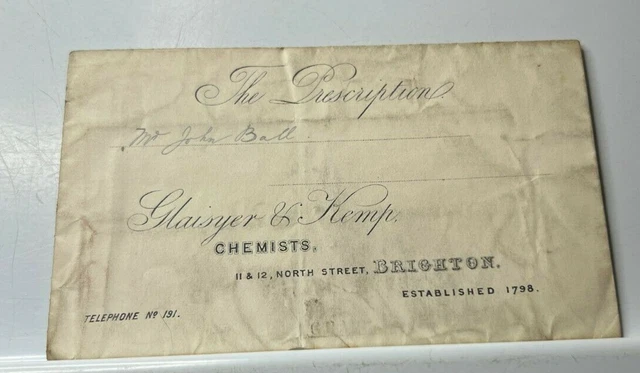 The Prescription
Mr John Ball
Glaisyer & Kemp,
CHEMISTS,
11 & 12, NORTH STREET, BRIGHTON.
ESTABLISHED 1798.
TELEPHONE No 191.